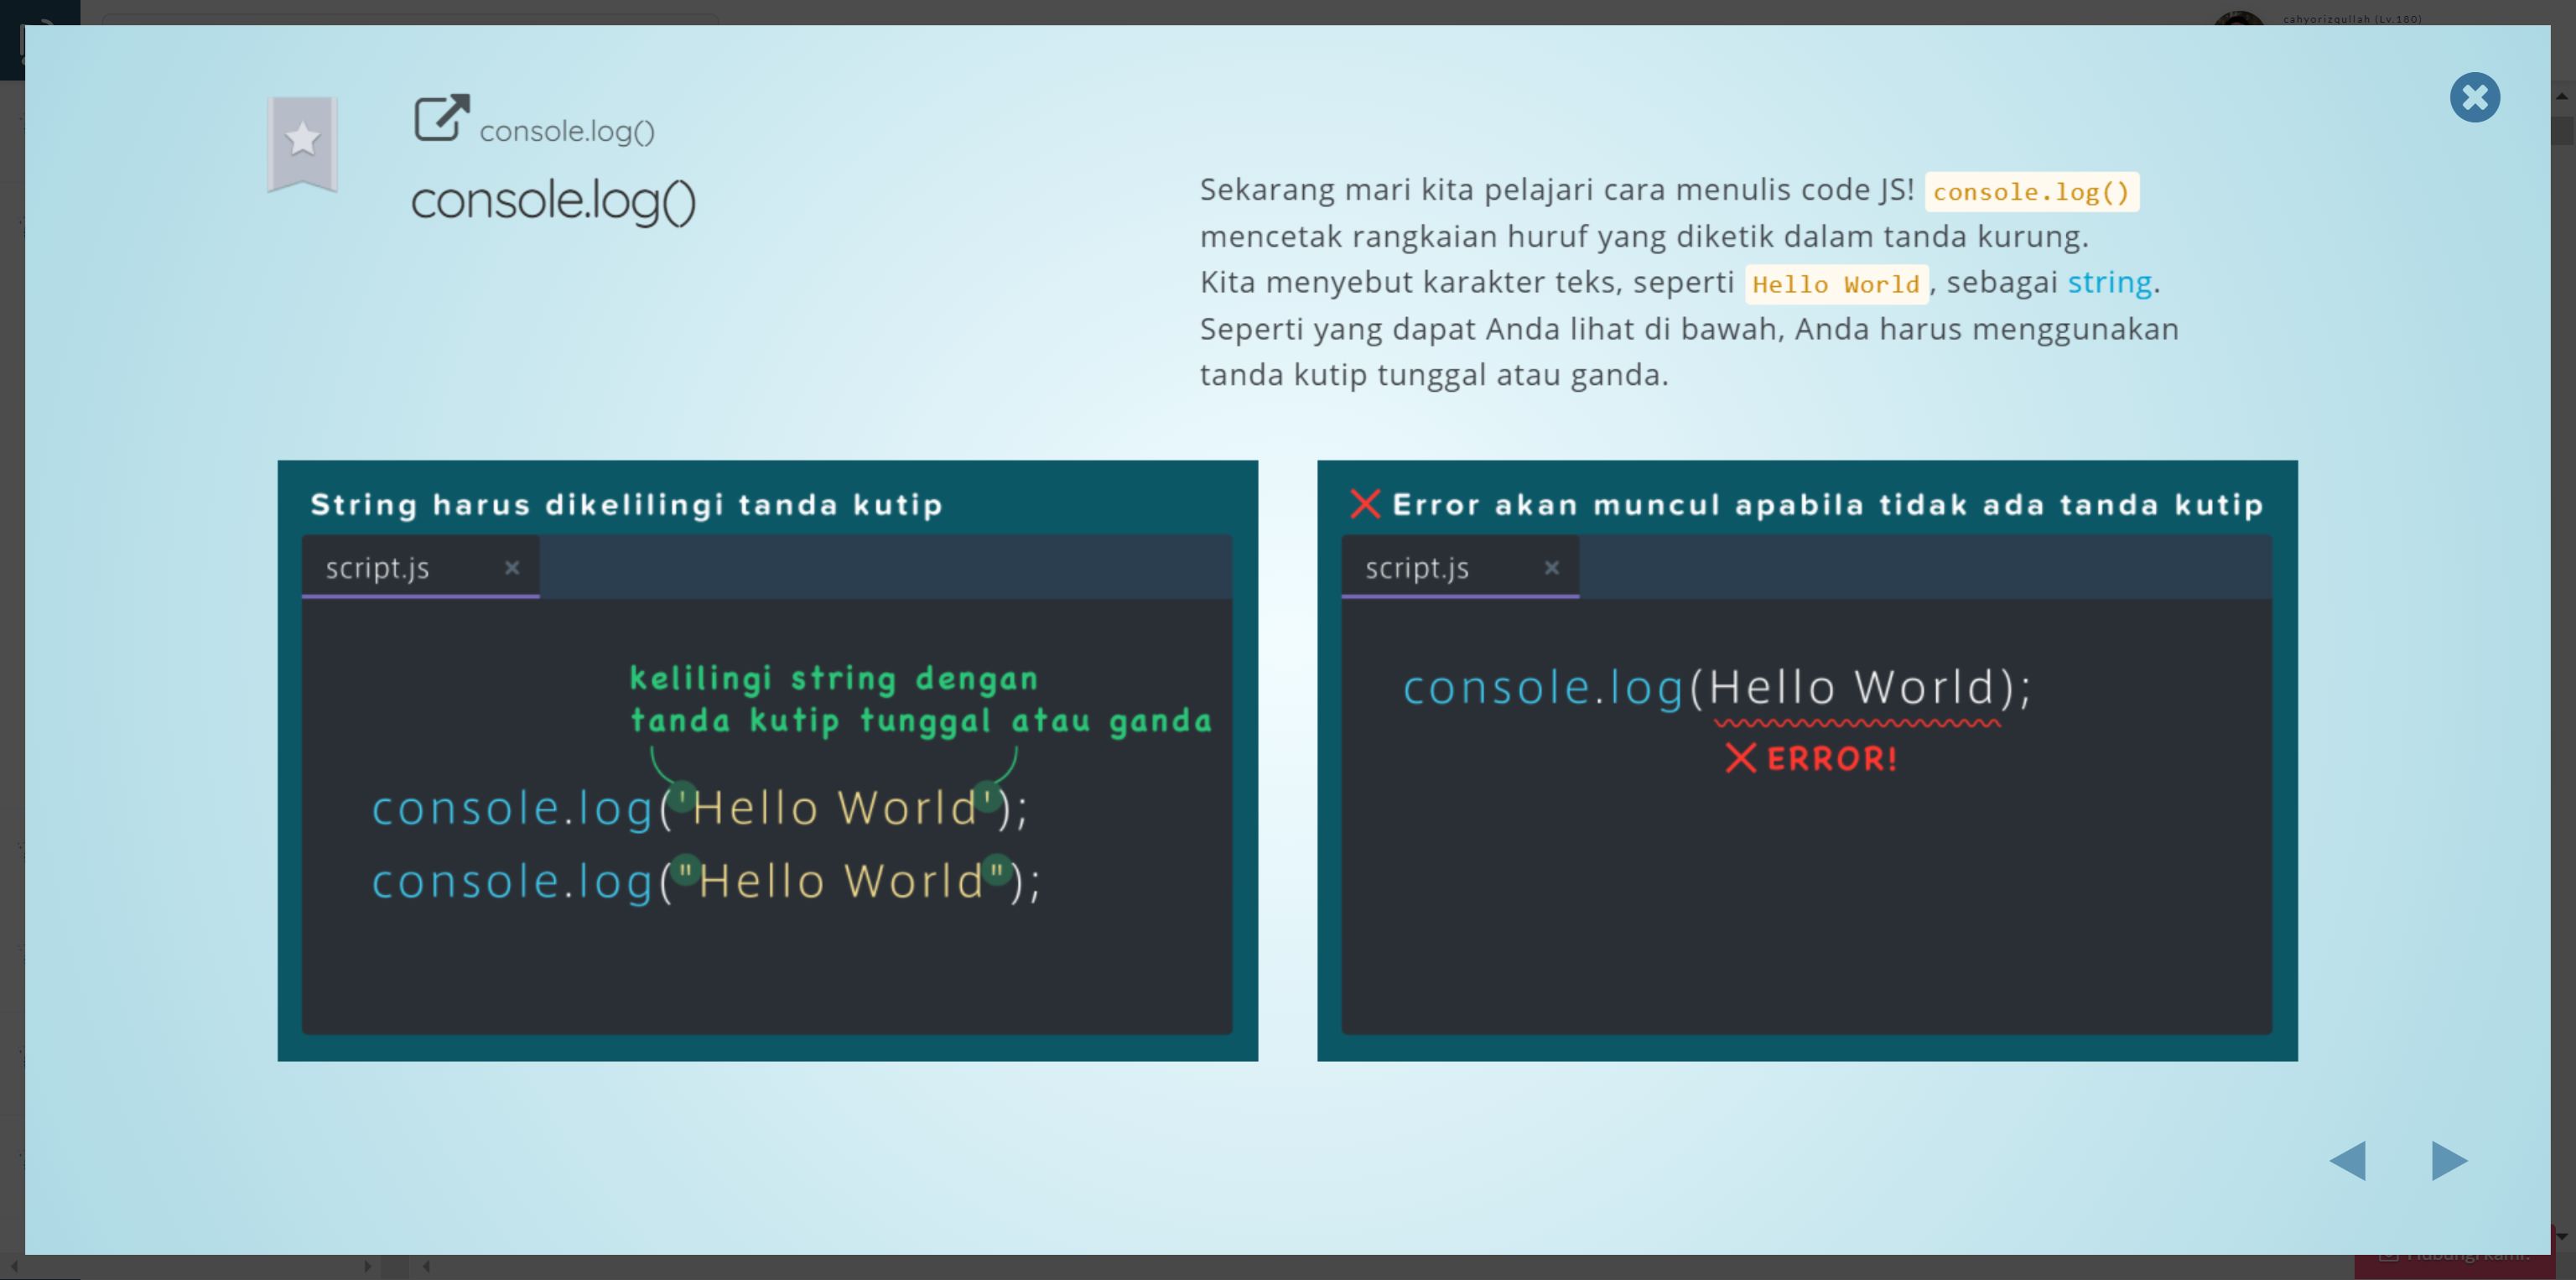 cahyorizqullah (Lv.180)
console.log()
console.log()
Sekarang mari kita pelajari cara menulis code JS! console.log()
mencetak rangkaian huruf yang diketik dalam tanda kurung.
Kita menyebut karakter teks, seperti Hello World, sebagai string.
Seperti yang dapat Anda lihat di bawah, Anda harus menggunakan
tanda kutip tunggal atau ganda.
String harus dikelilingi tanda kutip
script.js
kelilingi string dengan
tanda kutip tunggal atau ganda
console.log('Hello World');
console.log("Hello World");
Error akan muncul apabila tidak ada tanda kutip
script.js
console.log(Hello World);
ERROR!
Hubungi kami.